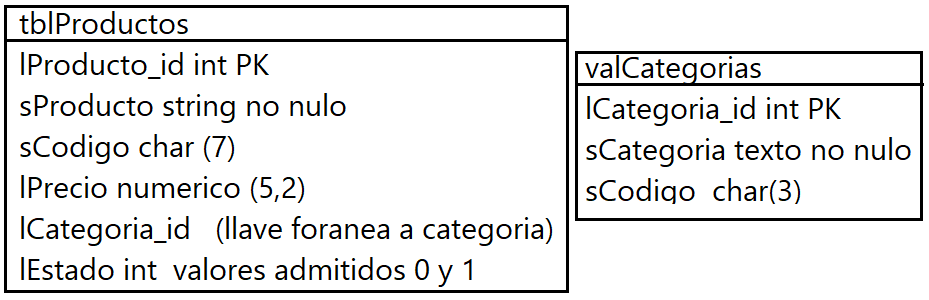 tblProductos
lProducto_id int PK
sProducto string no nulo
sCodigo char (7)
lPrecio numerico (5,2)
lCategoria_id (llave foranea a categoria)
lEstado int valores admitidos 0 y 1
valCategorias
lCategoria_id int PK
sCategoria texto no nulo
sCodigo char(3)